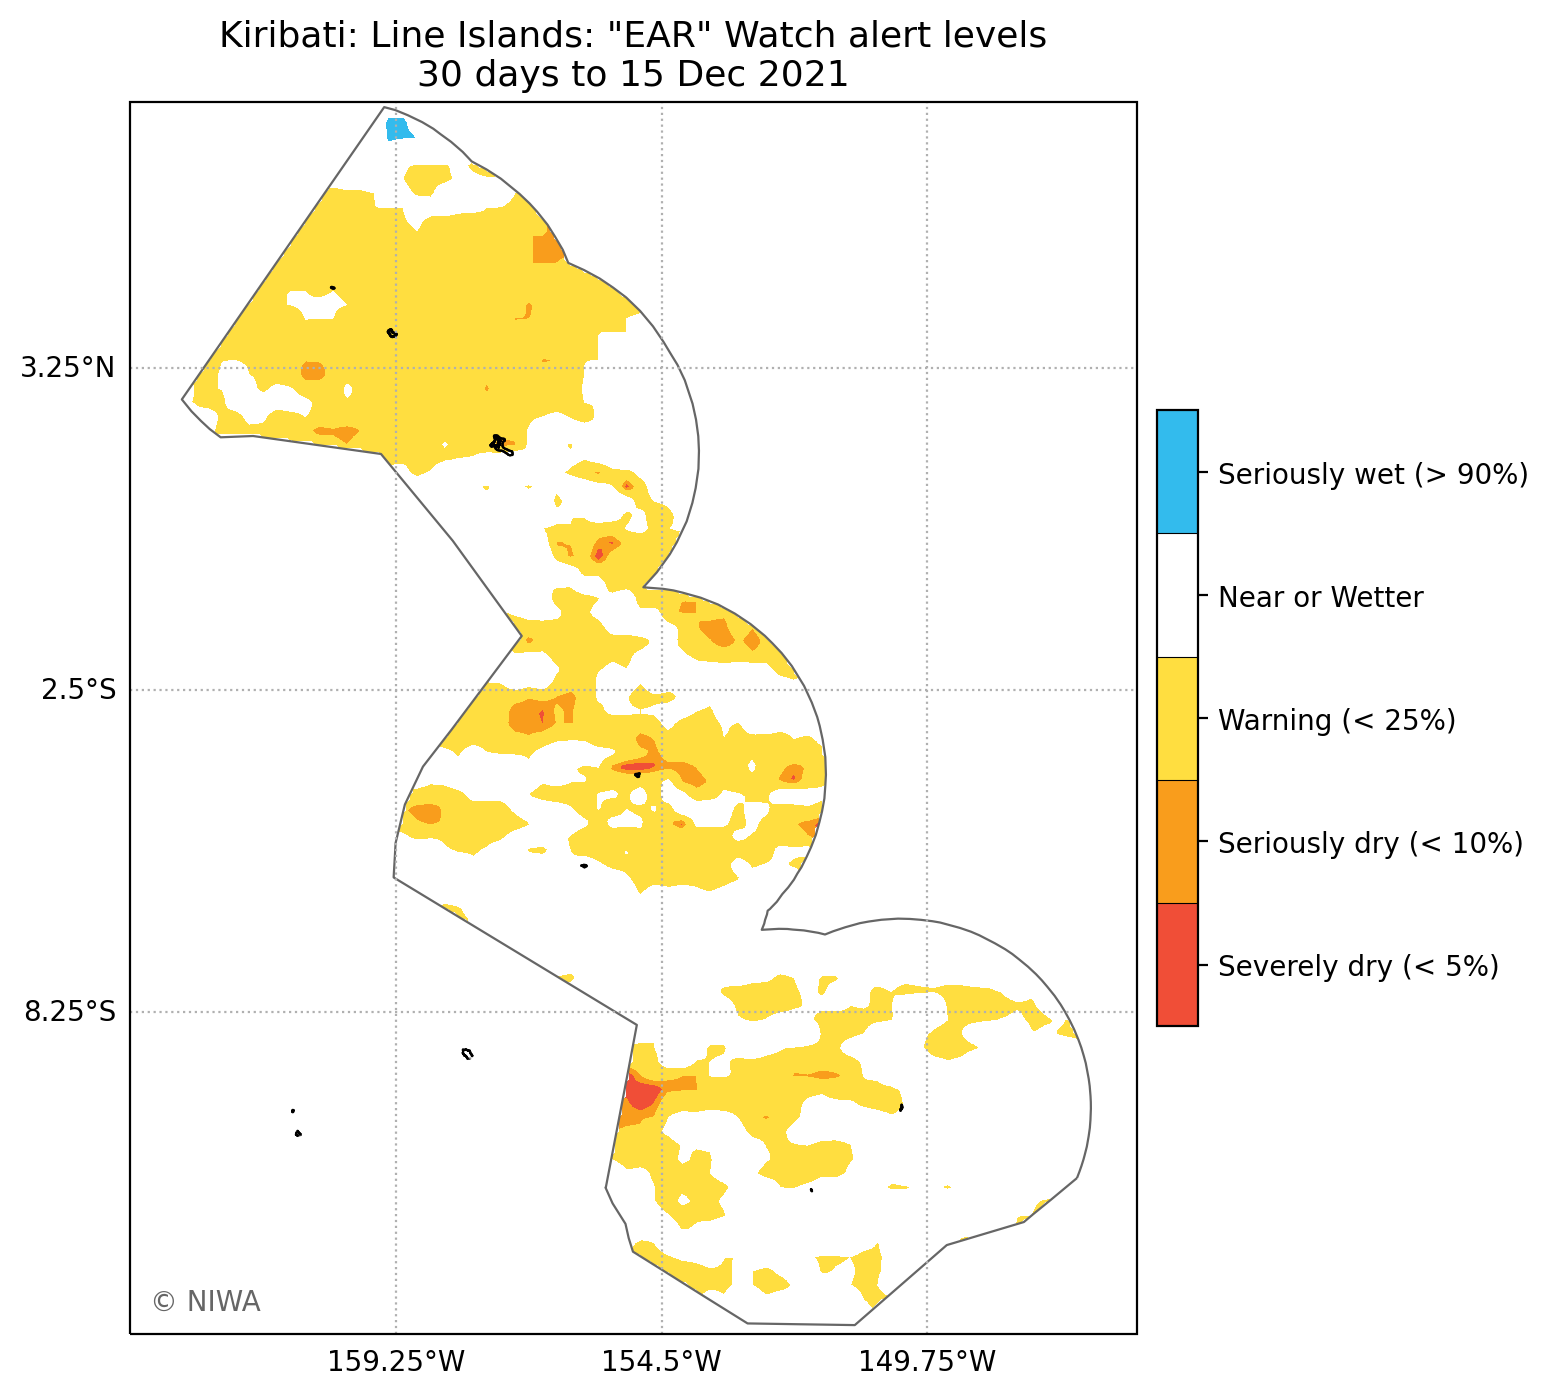 Kiribati: Line Islands: "EAR" Watch alert levels
30 days to 15 Dec 2021
3.25°N
2.5°S
8.25°S
159.25°W
154.5°W
149.75°W
Seriously wet (> 90%)
Near or Wetter
Warning (< 25%)
Seriously dry (< 10%)
Severely dry (< 5%)
© NIWA